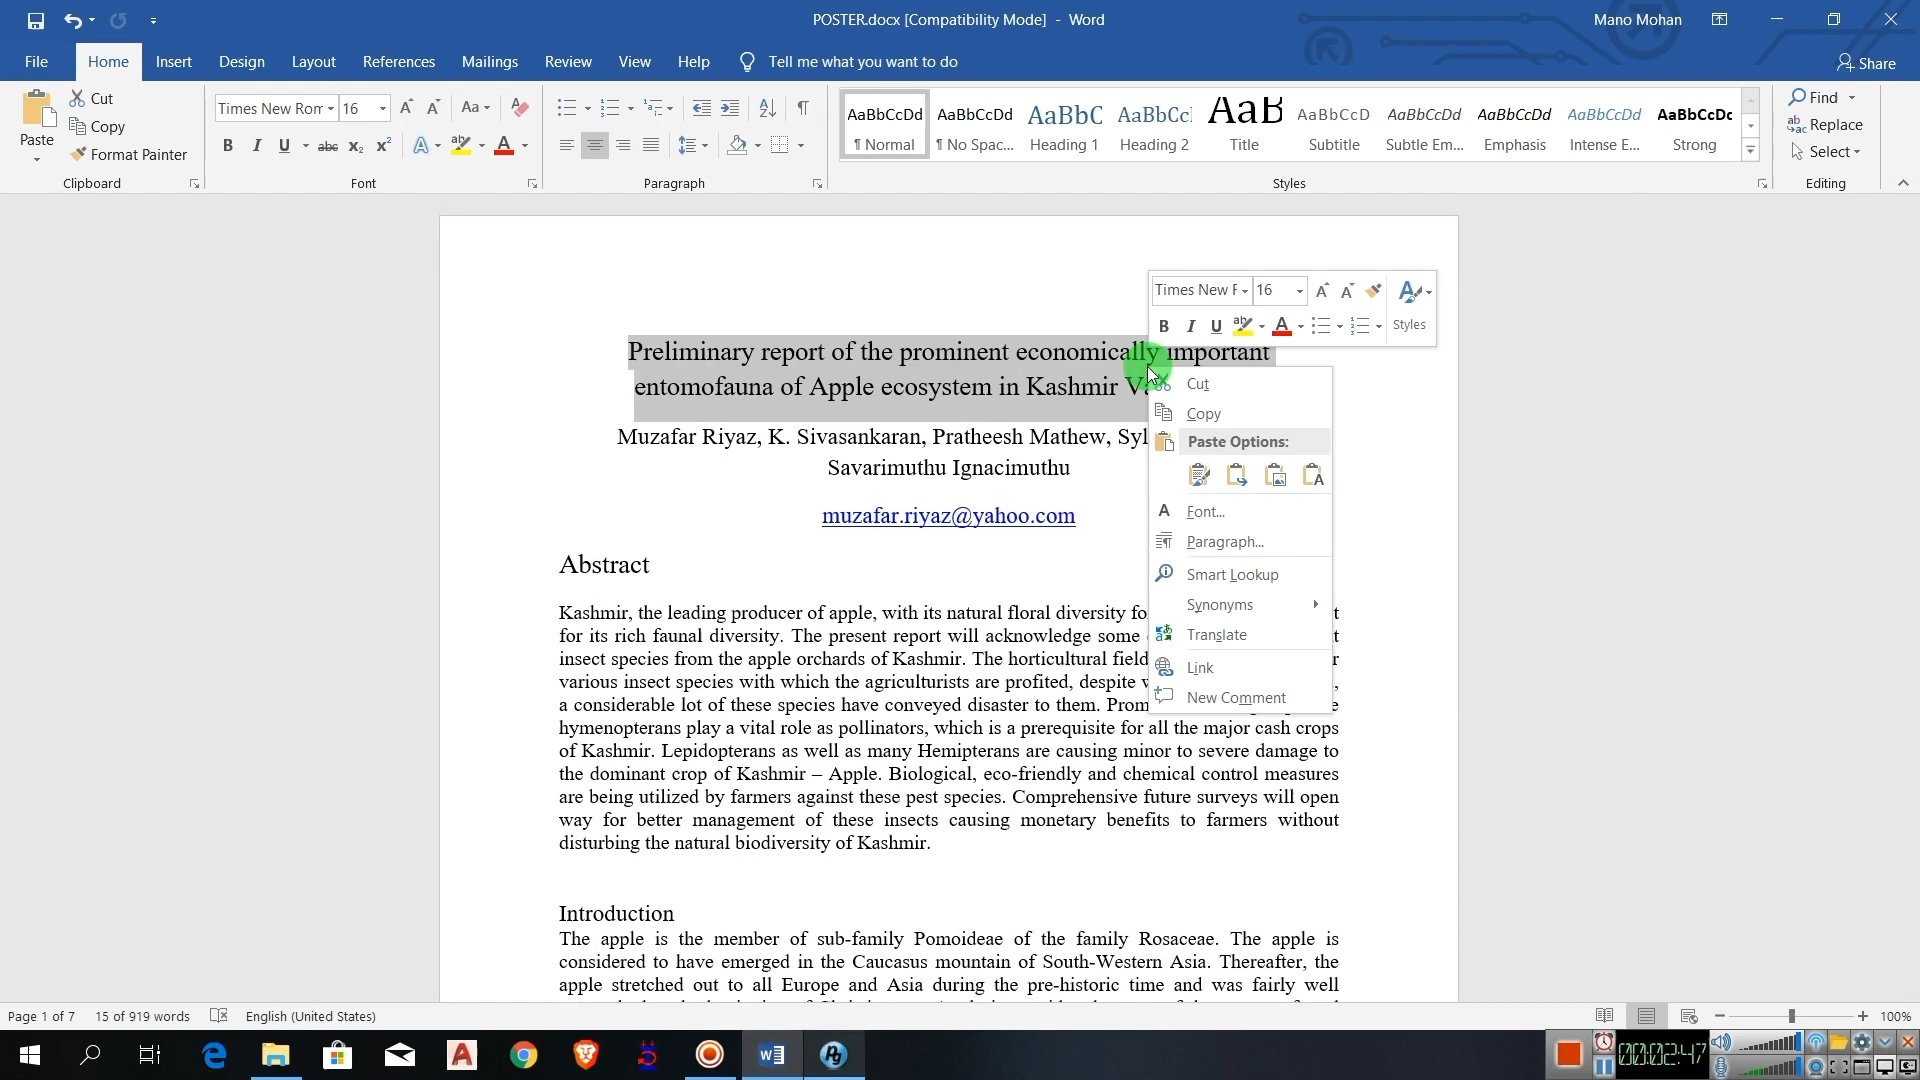 POSTER.docx [Compatibility Mode] - Word
Mano Mohan
File Home Insert Design Layout References Mailings Review View Help Tell me what you want to do
Share
Paste
Cut
Copy
Format Painter
Clipboard
Times New Ron 16
Aa
B I U abc x₂ x² A ab A
Font
Paragraph
AaBbCcDd AaBbCcDd AaBbC AaBbCc AaB AaBbCcD AaBbCcDd AaBbCcDd AaBbCcDd AaBbCcDc
¶ Normal ¶ No Spac... Heading 1 Heading 2 Title Subtitle Subtle Em... Emphasis Intense E... Strong
Styles
Find
Replace
Select
Editing
Times New F 16
B I U ab A Styles
Preliminary report of the prominent economically important
entomofauna of Apple ecosystem in Kashmir Va
Muzafar Riyaz, K. Sivasankaran, Pratheesh Mathew, Syl
Savarimuthu Ignacimuthu
muzafar.riyaz@yahoo.com
Cut
Copy
Paste Options:
Font...
Paragraph...
Smart Lookup
Synonyms
Translate
Link
New Comment
Abstract
Kashmir, the leading producer of apple, with its natural floral diversity fo t
for its rich faunal diversity. The present report will acknowledge some t
insect species from the apple orchards of Kashmir. The horticultural field r
various insect species with which the agriculturists are profited, despite ,
a considerable lot of these species have conveyed disaster to them. Prom e
hymenopterans play a vital role as pollinators, which is a prerequisite for all the major cash crops
of Kashmir. Lepidopterans as well as many Hemipterans are causing minor to severe damage to
the dominant crop of Kashmir – Apple. Biological, eco-friendly and chemical control measures
are being utilized by farmers against these pest species. Comprehensive future surveys will open
way for better management of these insects causing monetary benefits to farmers without
disturbing the natural biodiversity of Kashmir.
Introduction
The apple is the member of sub-family Pomoideae of the family Rosaceae. The apple is
considered to have emerged in the Caucasus mountain of South-Western Asia. Thereafter, the
apple stretched out to all Europe and Asia during the pre-historic time and was fairly well
Page 1 of 7 15 of 919 words English (United States)
100%
00:00:02:47